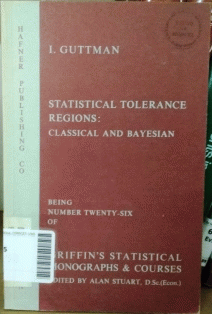 HAFNER PUBLISHING CO
I. GUTTMAN
STATISTICAL TOLERANCE
REGIONS:
CLASSICAL AND BAYESIAN
BEING
NUMBER TWENTY-SIX
OF
RIFFIN'S STATISTICAL
ONOGRAPHS & COURSES
EDITED BY ALAN STUART, D.Sc.(Econ.)